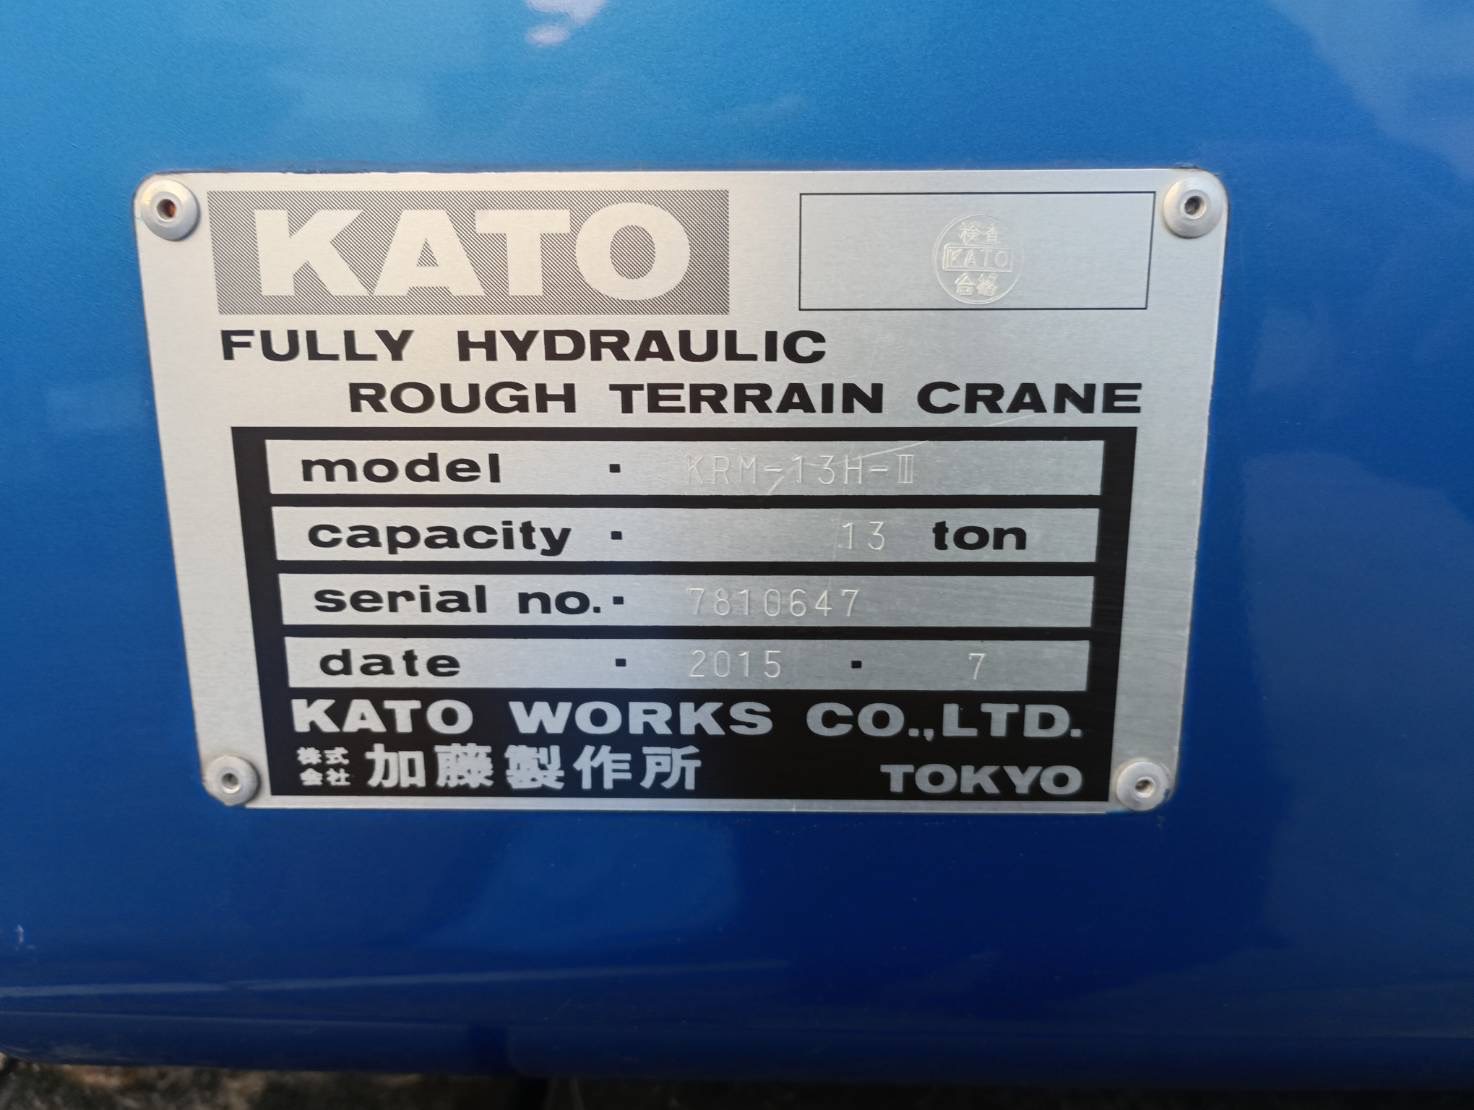 KATO
検査
KATO
合格
FULLY HYDRAULIC
ROUGH TERRAIN CRANE
model · KRM-13H-Ⅱ
capacity · 13 ton
serial no. · 7810647
date · 2015 · 7
KATO WORKS CO.,LTD.
株式会社 加藤製作所 TOKYO